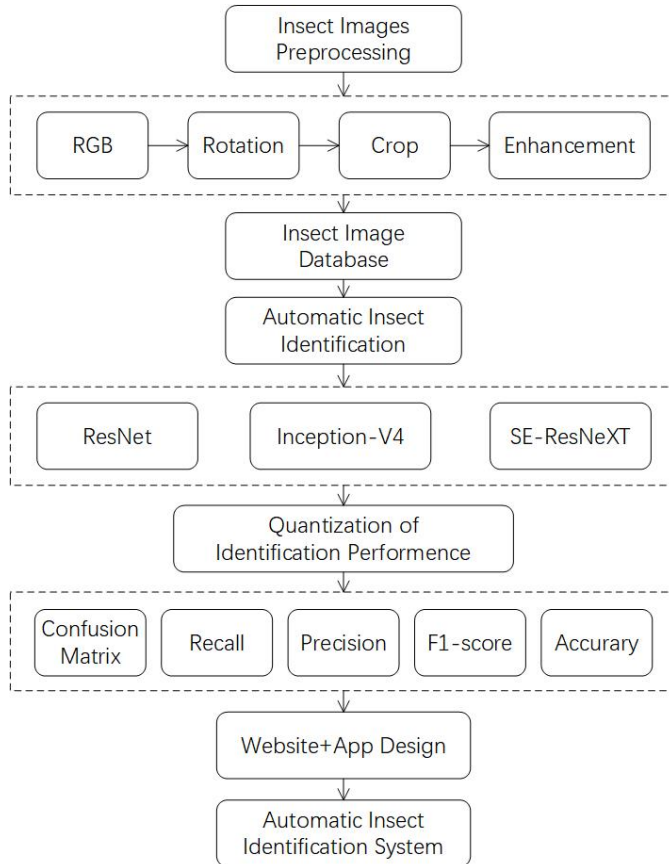 Insect Images
Preprocessing
RGB
Rotation
Crop
Enhancement
Insect Image
Database
Automatic Insect
Identification
ResNet
Inception-V4
SE-ResNeXT
Quantization of
Identification Performence
Confusion
Matrix
Recall
Precision
F1-score
Accurary
Website+App Design
Automatic Insect
Identification System